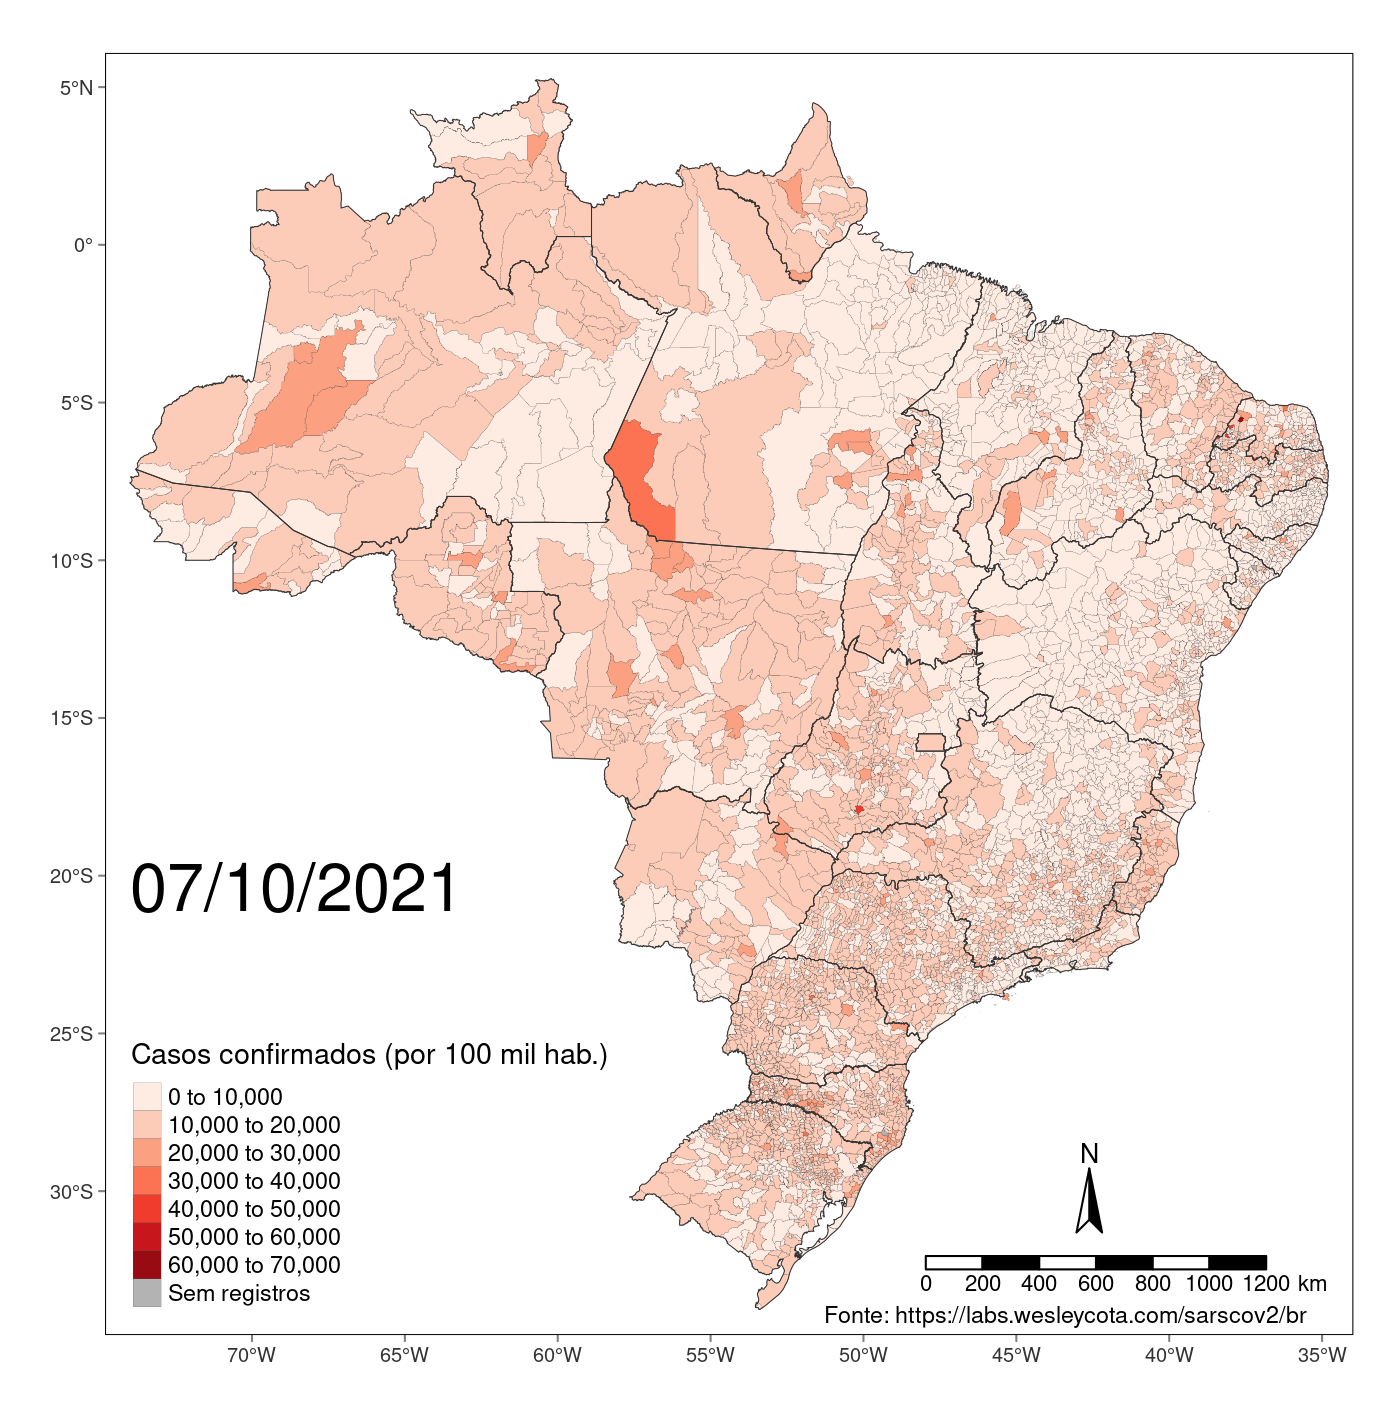 5°N
0°
5°S
10°S
15°S
20°S
25°S
30°S
07/10/2021
Casos confirmados (por 100 mil hab.)
0 to 10,000
10,000 to 20,000
20,000 to 30,000
30,000 to 40,000
40,000 to 50,000
50,000 to 60,000
60,000 to 70,000
Sem registros
N
0 200 400 600 800 1000 1200 km
Fonte: https://labs.wesleycota.com/sarscov2/br
70°W 65°W 60°W 55°W 50°W 45°W 40°W 35°W